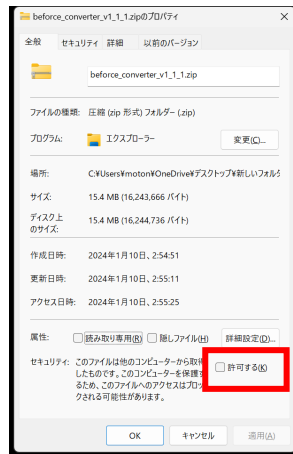 beforce_converter_v1_1_1.zipのプロパティ
全般 セキュリティ 詳細 以前のバージョン
beforce_converter_v1_1_1.zip
ファイルの種類: 圧縮 (zip 形式) フォルダー (.zip)
プログラム: エクスプローラー 変更(C)...
場所: C:¥Users¥moton¥OneDrive¥デスクトップ¥新しいフォルダ
サイズ: 15.4 MB (16,243,666 バイト)
ディスク上
のサイズ: 15.4 MB (16,244,736 バイト)
作成日時: 2024年1月10日、2:54:51
更新日時: 2024年1月10日、2:55:11
アクセス日時: 2024年1月10日、2:55:25
属性: 読み取り専用(R) 隠しファイル(H) 詳細設定(D)...
セキュリティ: このファイルは他のコンピューターから取得
したものです。このコンピューターを保護す
るため、このファイルへのアクセスはブロッ
クされる可能性があります。
許可する(K)
OK キャンセル 適用(A)